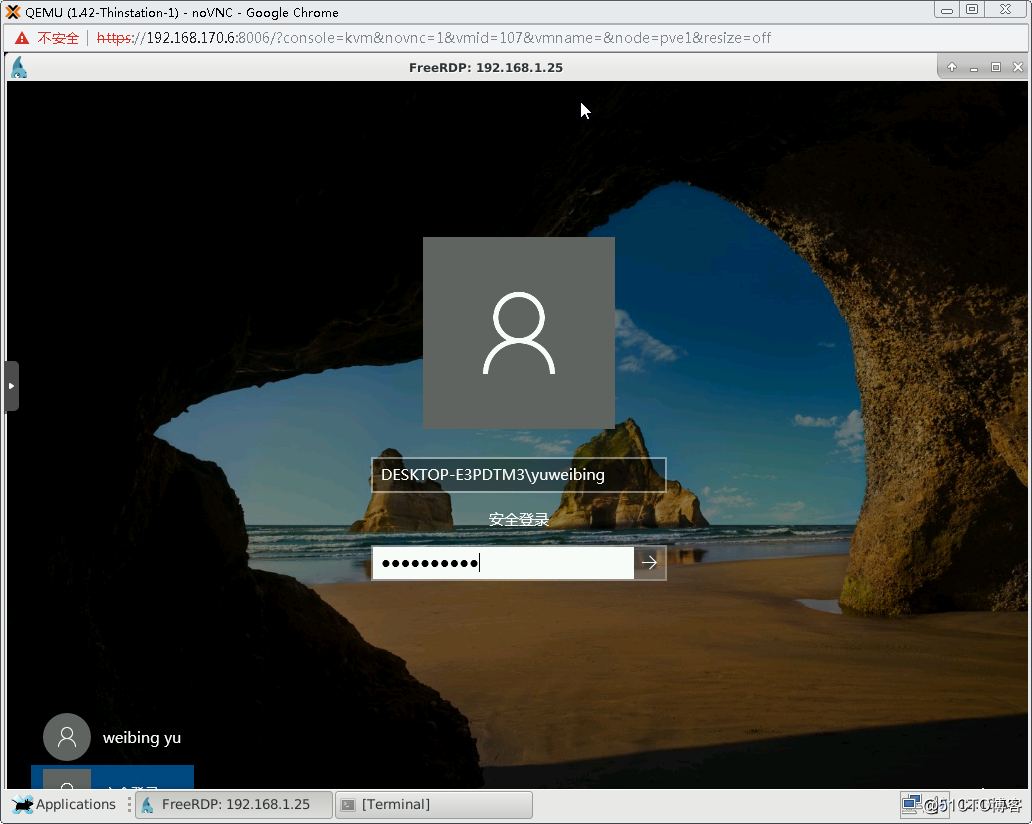 QEMU (1.42-Thinstation-1) - noVNC - Google Chrome
不安全 | https://192.168.170.6:8006/?console=kvm&novnc=1&vmid=107&vmname=&node=pve1&resize=off
FreeRDP: 192.168.1.25
DESKTOP-E3PDTM3\yuweibing
安全登录
weibing yu
Applications
FreeRDP: 192.168.1.25
[Terminal]
@51CTO博客